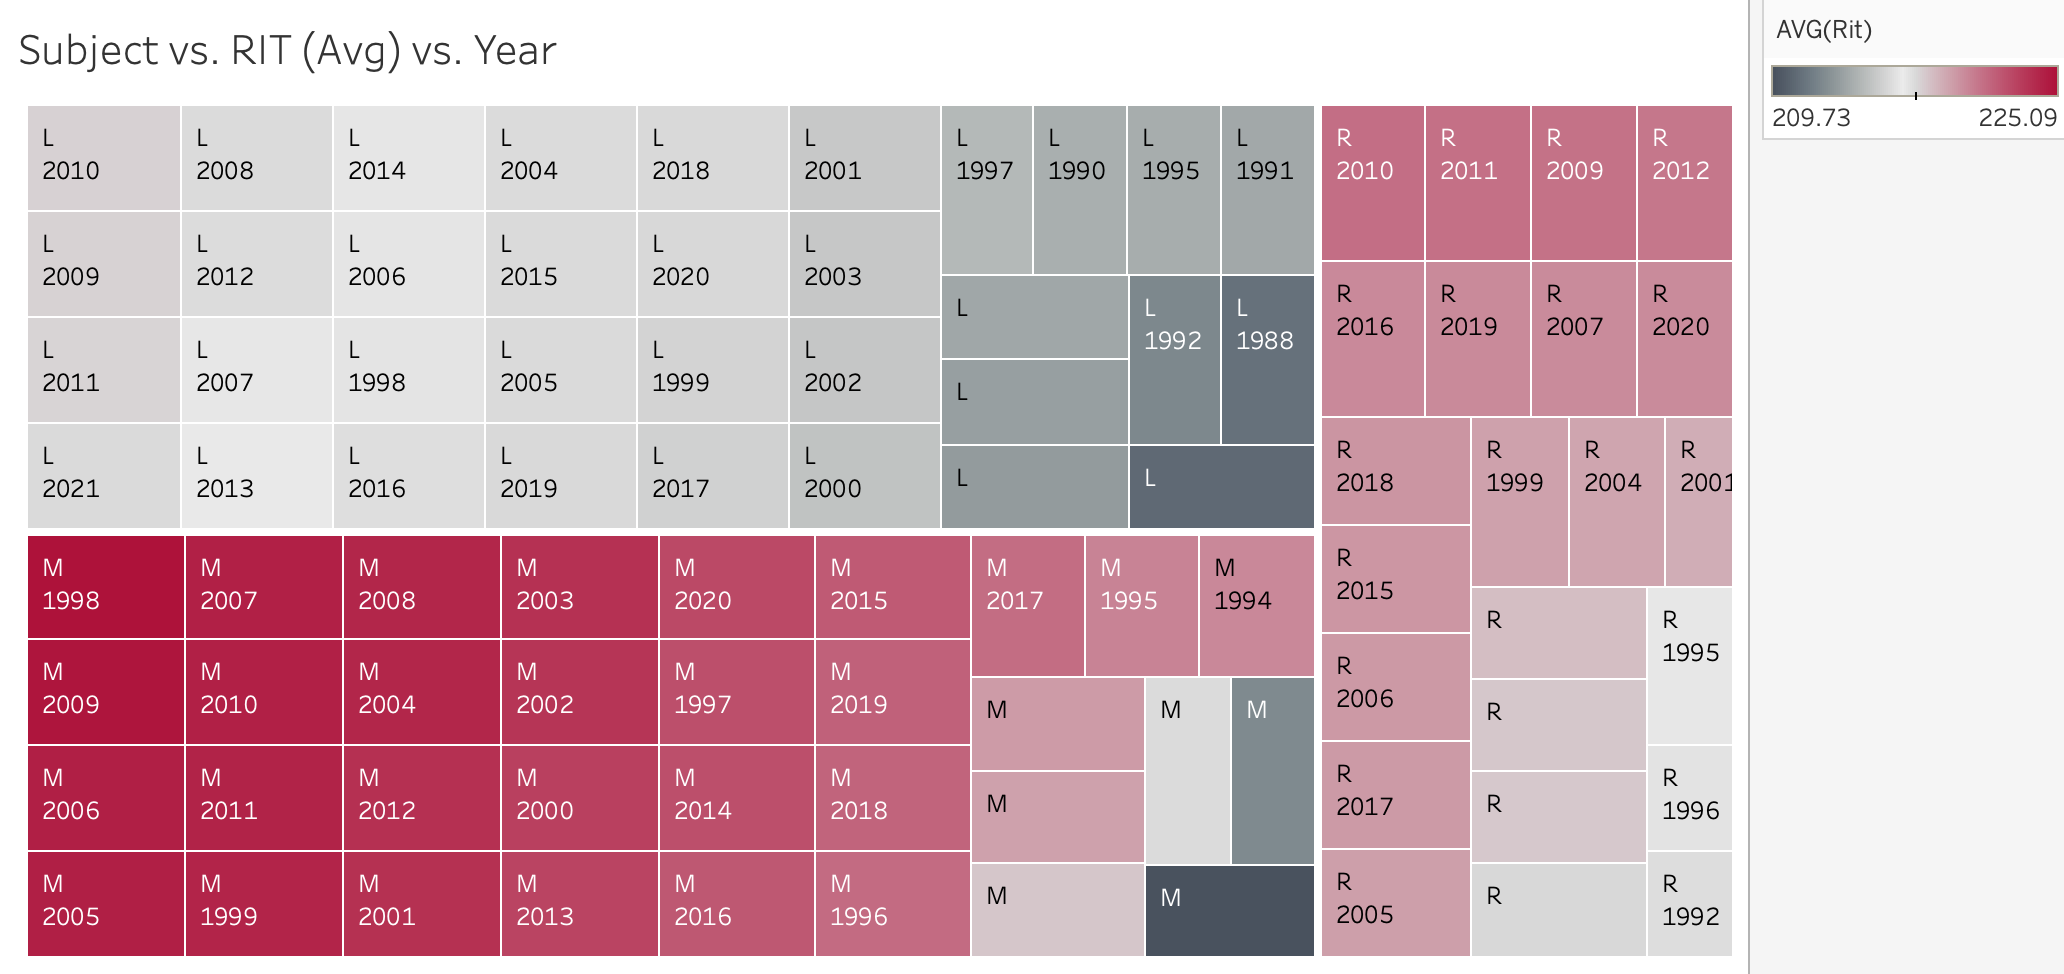 Subject vs. RIT (Avg) vs. Year
AVG(Rit)
209.73 225.09
L
2010
L
2008
L
2014
L
2004
L
2018
L
2001
L
1997
L
1990
L
1995
L
1991
L
2009
L
2012
L
2006
L
2015
L
2020
L
2003
L
2011
L
2007
L
1998
L
2005
L
1999
L
2002
L
2021
L
2013
L
2016
L
2019
L
2017
L
2000
L
L
1992
L
1988
L
L
L
M
1998
M
2007
M
2008
M
2003
M
2020
M
2015
M
2017
M
1995
M
1994
M
2009
M
2010
M
2004
M
2002
M
1997
M
2019
M
2006
M
2011
M
2012
M
2000
M
2014
M
2018
M
2005
M
1999
M
2001
M
2013
M
2016
M
1996
M
M
M
M
M
M
R
2010
R
2011
R
2009
R
2012
R
2016
R
2019
R
2007
R
2020
R
2018
R
1999
R
2004
R
2001
R
2015
R
2006
R
2017
R
2005
R
R
1995
R
R
R
1996
R
R
1992